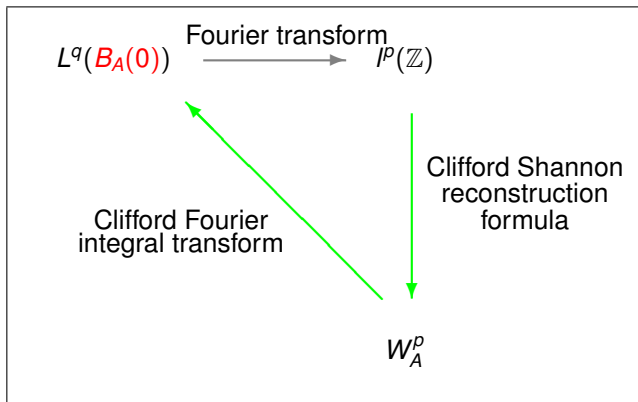 Fourier transform
L^q(B_A(0)) l^p(ℤ)
Clifford Shannon
reconstruction
formula
Clifford Fourier
integral transform
W_A^p